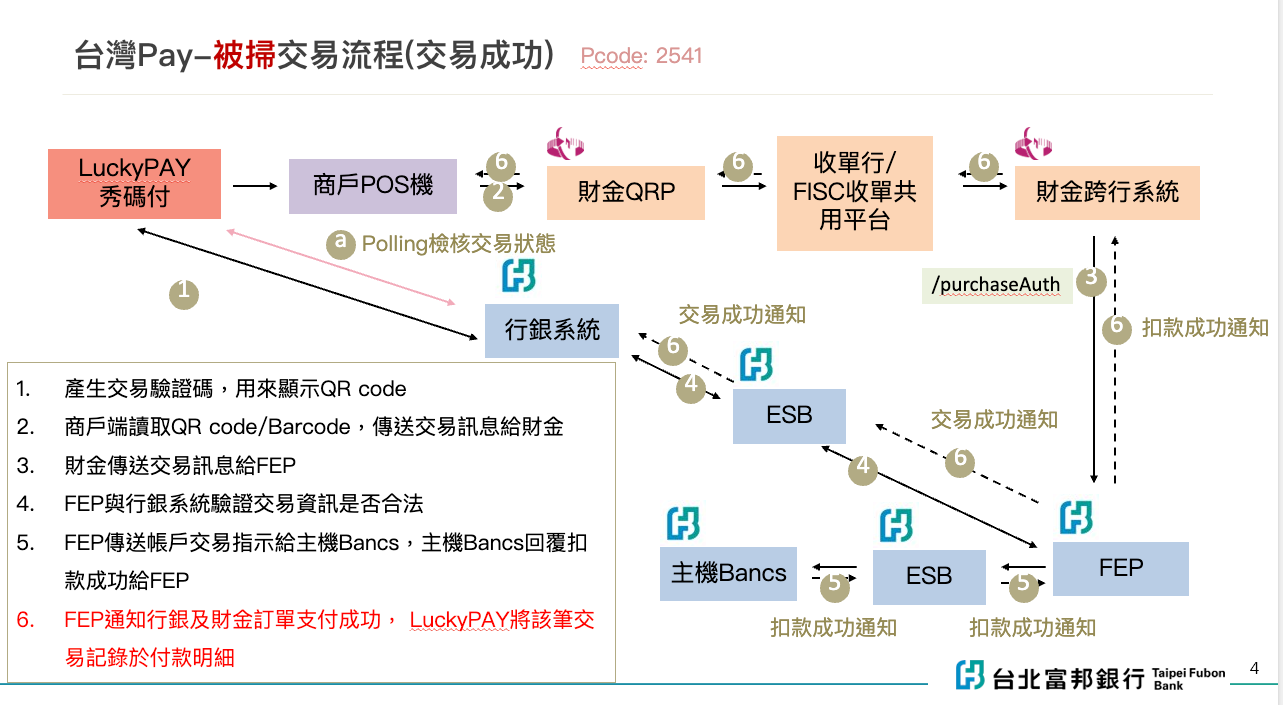 台灣Pay–被掃交易流程(交易成功) Pcode: 2541
LuckyPAY
秀碼付
商戶POS機
6
2
財金QRP
6
收單行/
FISC收單共
用平台
6
財金跨行系統
a Polling檢核交易狀態
1
行銀系統
/purchaseAuth
3
6 扣款成功通知
交易成功通知
6
4
ESB
交易成功通知
6
4
主機Bancs
5
ESB
5
FEP
扣款成功通知
扣款成功通知
1. 產生交易驗證碼，用來顯示QR code
2. 商戶端讀取QR code/Barcode，傳送交易訊息給財金
3. 財金傳送交易訊息給FEP
4. FEP與行銀系統驗證交易資訊是否合法
5. FEP傳送帳戶交易指示給主機Bancs，主機Bancs回覆扣
款成功給FEP
6. FEP通知行銀及財金訂單支付成功， LuckyPAY將該筆交
易記錄於付款明細
台北富邦銀行 Taipei Fubon
Bank
4